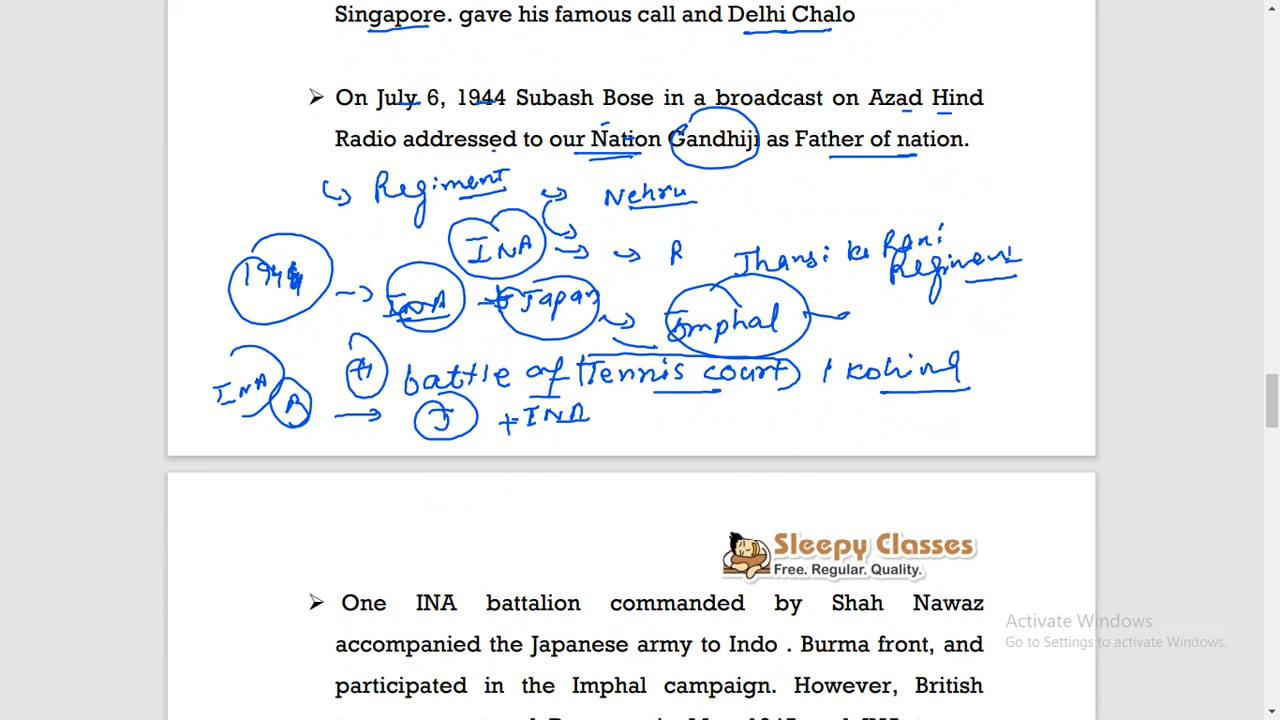 Singapore. gave his famous call and Delhi Chalo
➢ On July 6, 1944 Subash Bose in a broadcast on Azad Hind
Radio addressed to our Nation Gandhiji as Father of nation.
Regiment Nehru
INA R Jhansi ki Rani
Regiment
1944 INA + Japan Imphal
INA battle of Tennis court / Kohima
B J + INA
Sleepy Classes
Free. Regular. Quality.
➢ One INA battalion commanded by Shah Nawaz
accompanied the Japanese army to Indo . Burma front, and
participated in the Imphal campaign. However, British
Activate Windows
Go to Settings to activate Windows.